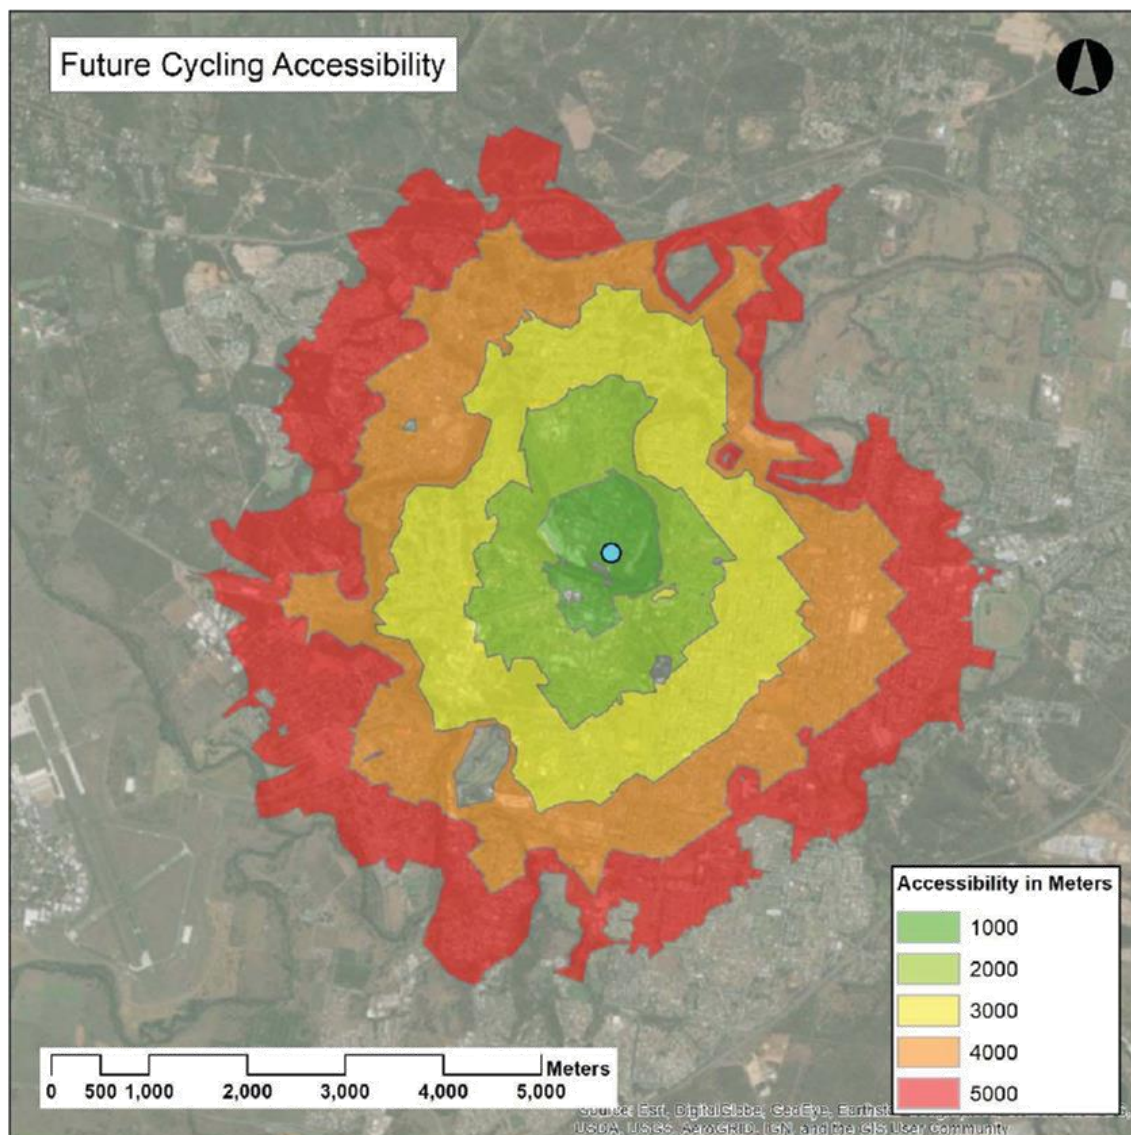 Future Cycling Accessibility
Accessibility in Meters
1000
2000
3000
4000
5000
Meters
0 500 1,000 2,000 3,000 4,000 5,000
Source: Esri, DigitalGlobe, GeoEye,
USDA, USGS, AeroGRID, IGN, and the GIS User Community